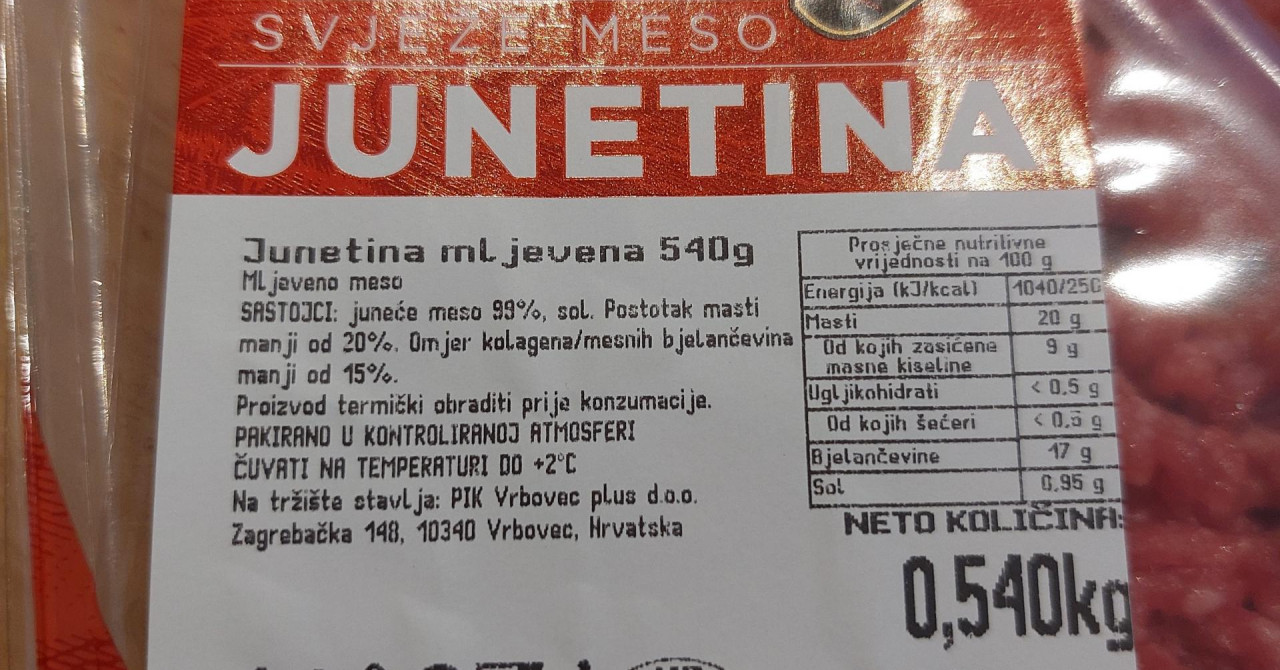 SVJEŽE MESO
JUNETINA
Junetina mljevena 540g
Mljeveno meso
SASTOJCI: juneće meso 99%, sol. Postotak masti
manji od 20%. Omjer kolagena/mesnih bjelančevina
manji od 15%.
Proizvod termički obraditi prije konzumacije.
PAKIRANO U KONTROLIRANOJ ATMOSFERI
ČUVATI NA TEMPERATURI DO +2°C
Na tržište stavlja: PIK Vrbovec plus d.o.o.
Zagrebačka 148, 10340 Vrbovec, Hrvatska
Prosječne nutritivne
vrijednosti na 100 g
Energija (kJ/kcal) 1040/250
Masti 20 g
Od kojih zasićene 9 g
masne kiseline
Ugljikohidrati < 0,5 g
Od kojih šećeri < 0,5 g
Bjelančevine 17 g
Sol 0,95 g
NETO KOLIČINA:
0,540kg